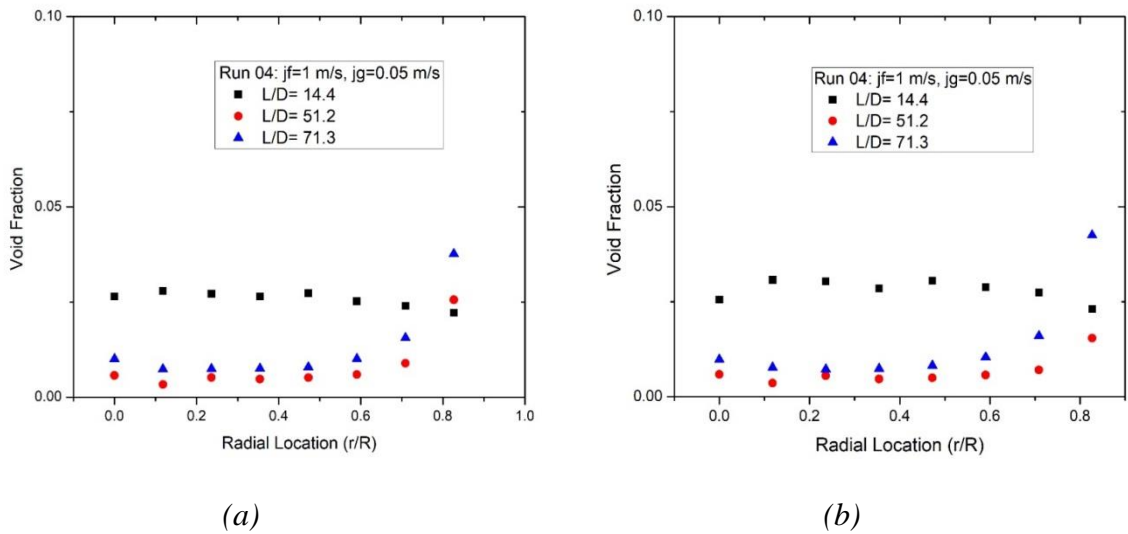 0.10
Run 04: jf=1 m/s, jg=0.05 m/s
L/D= 14.4
L/D= 51.2
L/D= 71.3
0.05
Void Fraction
0.00
0.0 0.2 0.4 0.6 0.8 1.0
Radial Location (r/R)
(a)
0.10
Run 04: jf=1 m/s, jg=0.05 m/s
L/D= 14.4
L/D= 51.2
L/D= 71.3
0.05
Void Fraction
0.00
0.0 0.2 0.4 0.6 0.8
Radial Location (r/R)
(b)